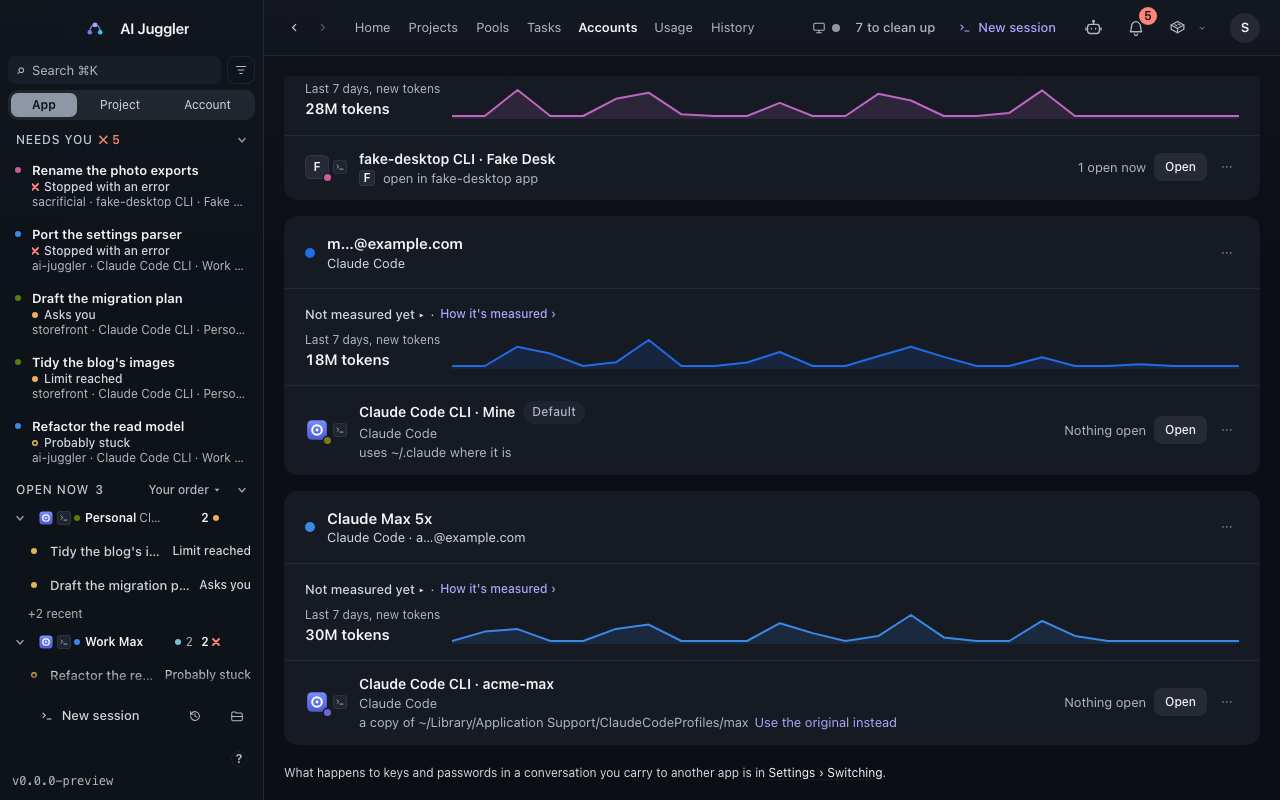 AI Juggler
Search ⌘K
App Project Account
NEEDS YOU 5
Rename the photo exports
Stopped with an error
sacrificial · fake-desktop CLI · Fake ...
Port the settings parser
Stopped with an error
ai-juggler · Claude Code CLI · Work ...
Draft the migration plan
Asks you
storefront · Claude Code CLI · Perso...
Tidy the blog's images
Limit reached
storefront · Claude Code CLI · Perso...
Refactor the read model
Probably stuck
ai-juggler · Claude Code CLI · Work ...
OPEN NOW 3 Your order
Personal Cl... 2
Tidy the blog's i... Limit reached
Draft the migration p... Asks you
+2 recent
Work Max 2 2
Refactor the re... Probably stuck
New session
?
v0.0.0-preview
Home Projects Pools Tasks Accounts Usage History 7 to clean up New session 5 S
Last 7 days, new tokens
28M tokens
F fake-desktop CLI · Fake Desk
F open in fake-desktop app
1 open now Open ...
m...@example.com
Claude Code
...
Not measured yet ▸ · How it's measured ›
Last 7 days, new tokens
18M tokens
Claude Code CLI · Mine Default
Claude Code
uses ~/.claude where it is
Nothing open Open ...
Claude Max 5x
Claude Code · a...@example.com
...
Not measured yet ▸ · How it's measured ›
Last 7 days, new tokens
30M tokens
Claude Code CLI · acme-max
Claude Code
a copy of ~/Library/Application Support/ClaudeCodeProfiles/max Use the original instead
Nothing open Open ...
What happens to keys and passwords in a conversation you carry to another app is in Settings › Switching.